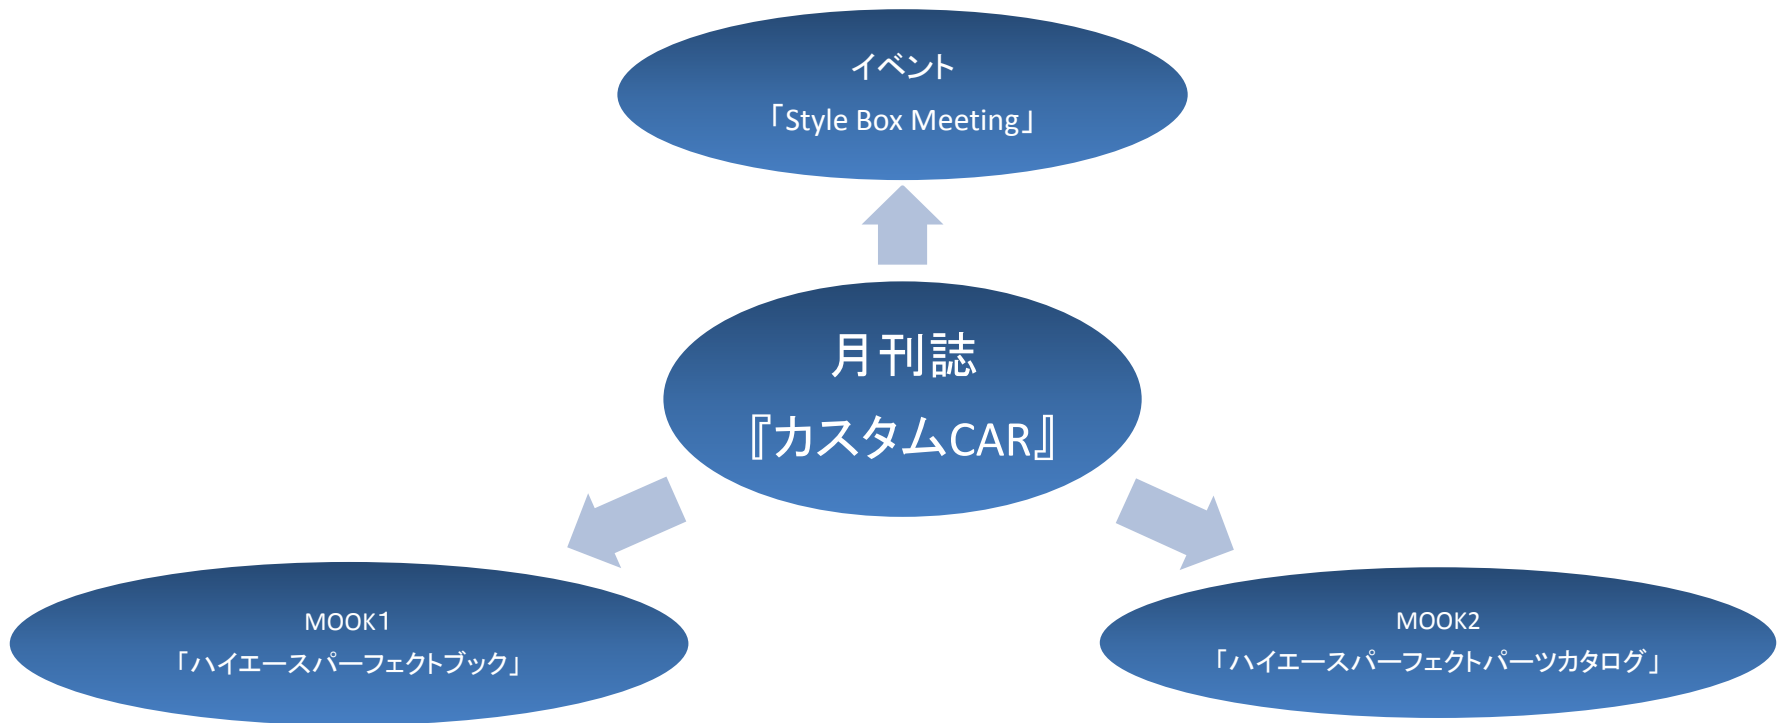 イベント
「Style Box Meeting」
月刊誌
『カスタムCAR』
MOOK１
「ハイエースパーフェクトブック」
MOOK2
「ハイエースパーフェクトパーツカタログ」